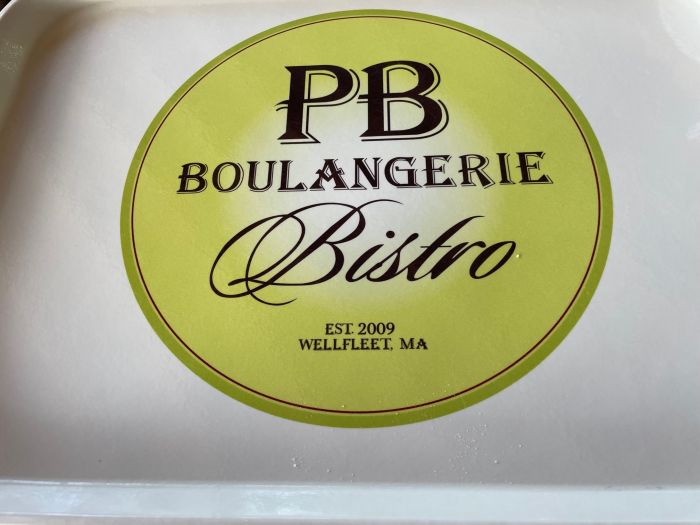 PB
BOULANGERIE
Bistro
EST. 2009
WELLFLEET, MA